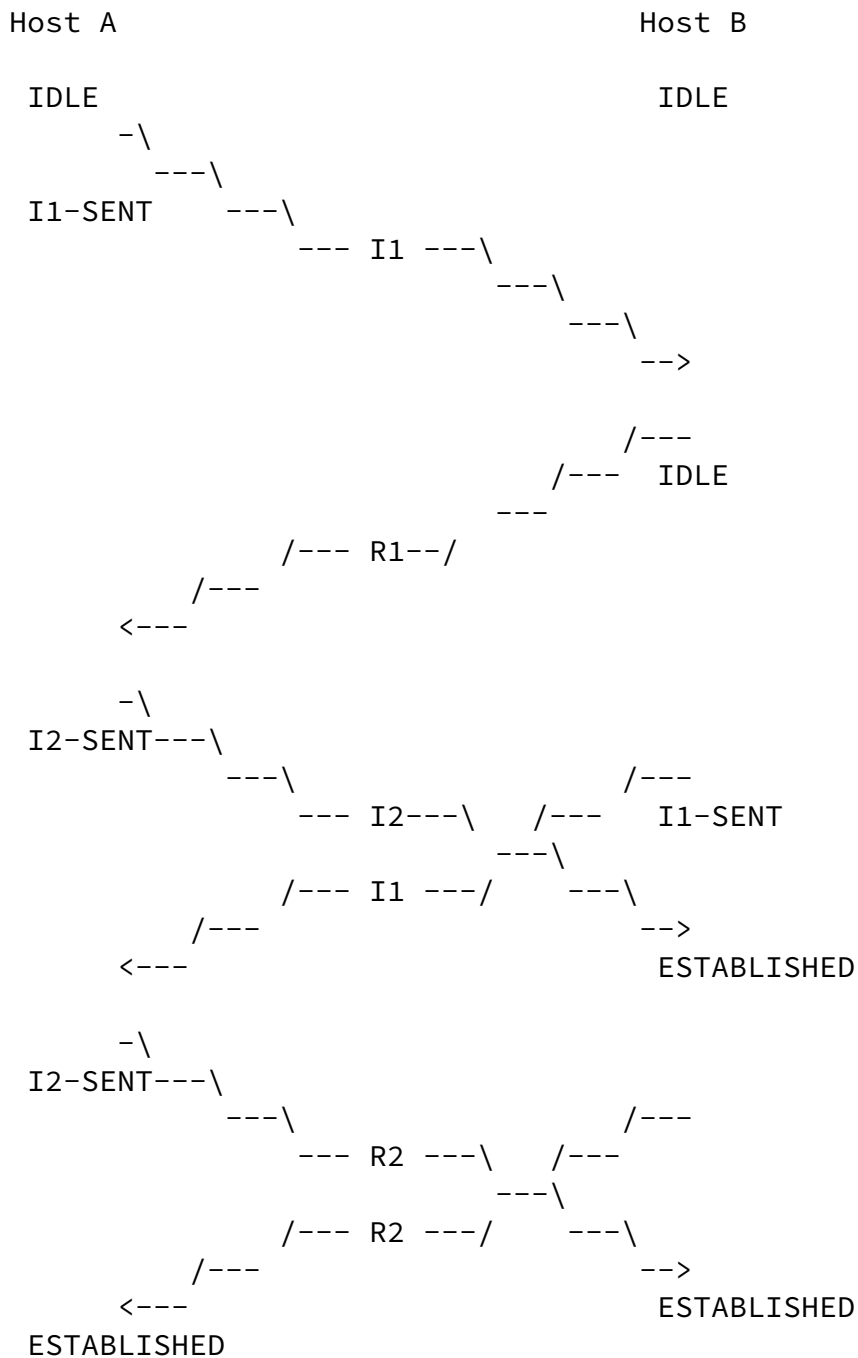 Host A                                  Host B

 IDLE                                    IDLE
      -\
        ---\
 I1-SENT    ---\
                --- I1 ---\
                           ---\
                               ---\
                                   -->

                                  /---
                              /---  IDLE
                           ---
               /--- R1--/
          /---
      <---

      -\
 I2-SENT---\
            ---\                  /---
                --- I2---\   /---   I1-SENT
                           ---\
               /--- I1 ---/    ---\
          /---                     -->
      <---                          ESTABLISHED

      -\
 I2-SENT---\
            ---\                  /---
                --- R2 ---\   /---
                           ---\
               /--- R2 ---/    ---\
          /---                     -->
      <---                          ESTABLISHED
 ESTABLISHED